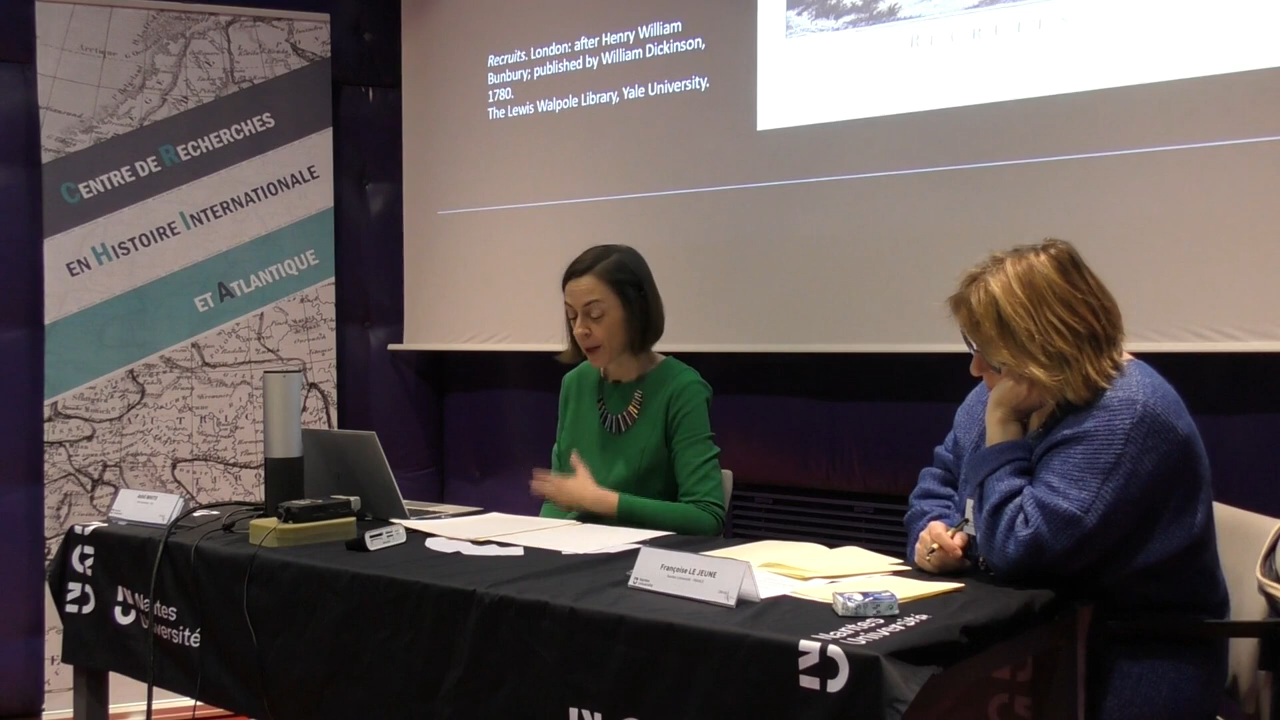 CENTRE DE RECHERCHES
EN HISTOIRE INTERNATIONALE
ET ATLANTIQUE
Recruits. London: after Henry William
Bunbury; published by William Dickinson,
1780.
The Lewis Walpole Library, Yale University.
RECRUITS
Françoise LE JEUNE
Nantes
Université
Nantes
Université